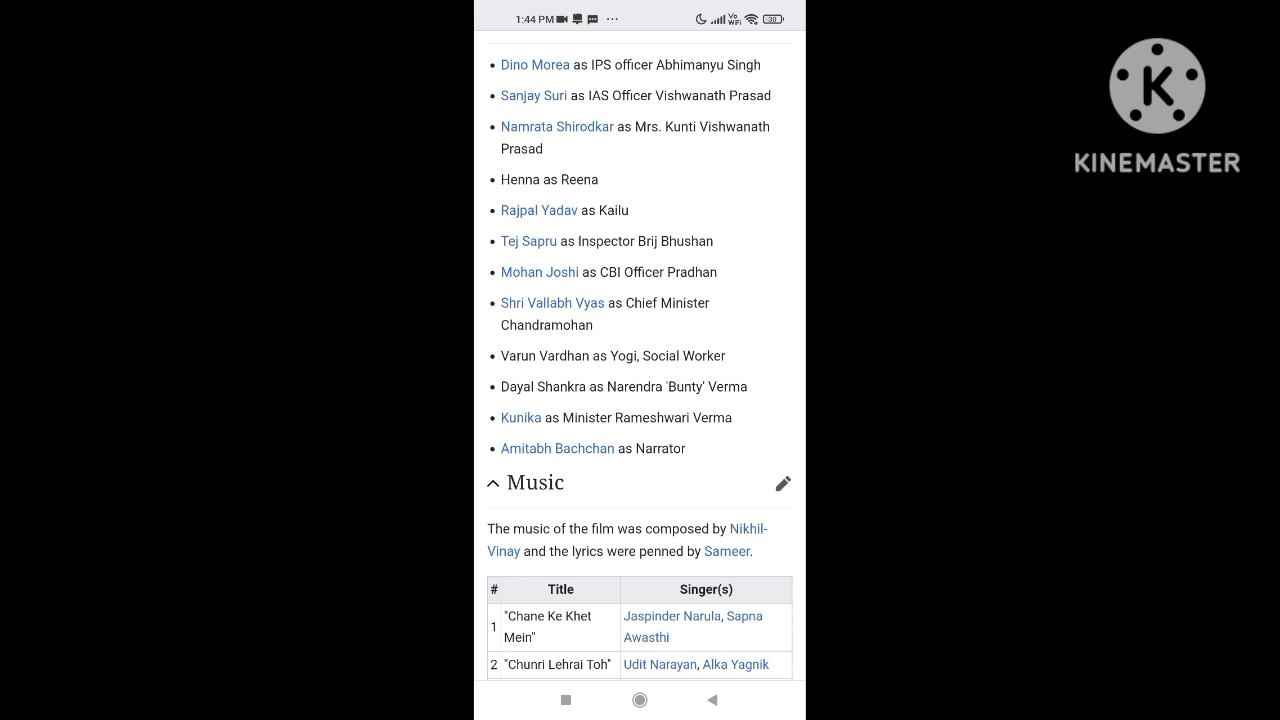 1:44 PM ...
Vo
WiFi
30
• Dino Morea as IPS officer Abhimanyu Singh
• Sanjay Suri as IAS Officer Vishwanath Prasad
• Namrata Shirodkar as Mrs. Kunti Vishwanath
Prasad
• Henna as Reena
• Rajpal Yadav as Kailu
• Tej Sapru as Inspector Brij Bhushan
• Mohan Joshi as CBI Officer Pradhan
• Shri Vallabh Vyas as Chief Minister
Chandramohan
• Varun Vardhan as Yogi, Social Worker
• Dayal Shankra as Narendra 'Bunty' Verma
• Kunika as Minister Rameshwari Verma
• Amitabh Bachchan as Narrator
Music
The music of the film was composed by Nikhil-
Vinay and the lyrics were penned by Sameer.
# Title Singer(s)
1 "Chane Ke Khet Mein" Jaspinder Narula, Sapna Awasthi
2 "Chunri Lehrai Toh" Udit Narayan, Alka Yagnik
K
KINEMASTER